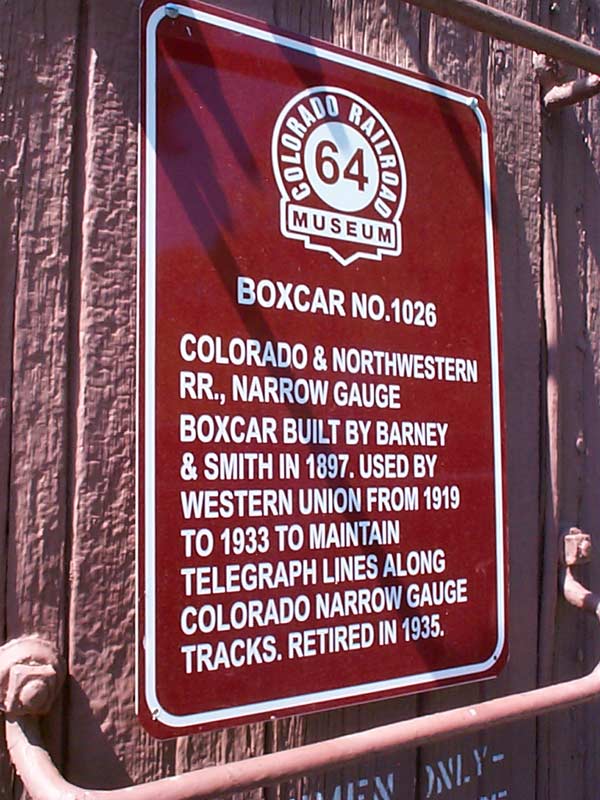 COLORADO RAILROAD
64
MUSEUM
BOXCAR NO.1026
COLORADO & NORTHWESTERN
RR., NARROW GAUGE
BOXCAR BUILT BY BARNEY
& SMITH IN 1897. USED BY
WESTERN UNION FROM 1919
TO 1933 TO MAINTAIN
TELEGRAPH LINES ALONG
COLORADO NARROW GAUGE
TRACKS. RETIRED IN 1935.
ONLY-